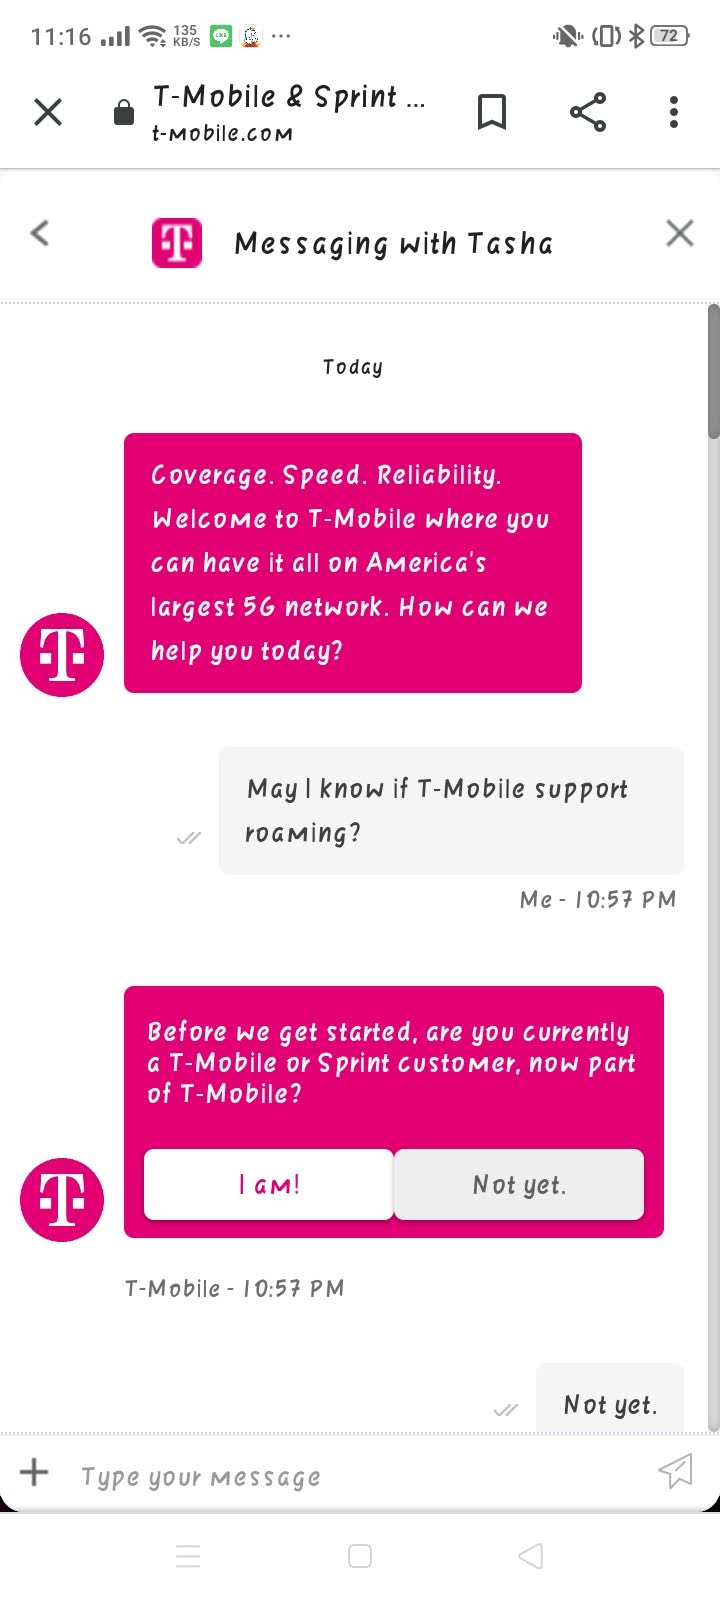 11:16 135 KB/S LINE ... 72
T-Mobile & Sprint ...
t-mobile.com
T Messaging with Tasha
Today
Coverage. Speed. Reliability.
Welcome to T-Mobile where you
can have it all on America's
largest 5G network. How can we
help you today?
T
May I know if T-Mobile support
roaming?
Me - 10:57 PM
Before we get started, are you currently
a T-Mobile or Sprint customer, now part
of T-Mobile?
I am! Not yet.
T
T-Mobile - 10:57 PM
Not yet.
Type your message